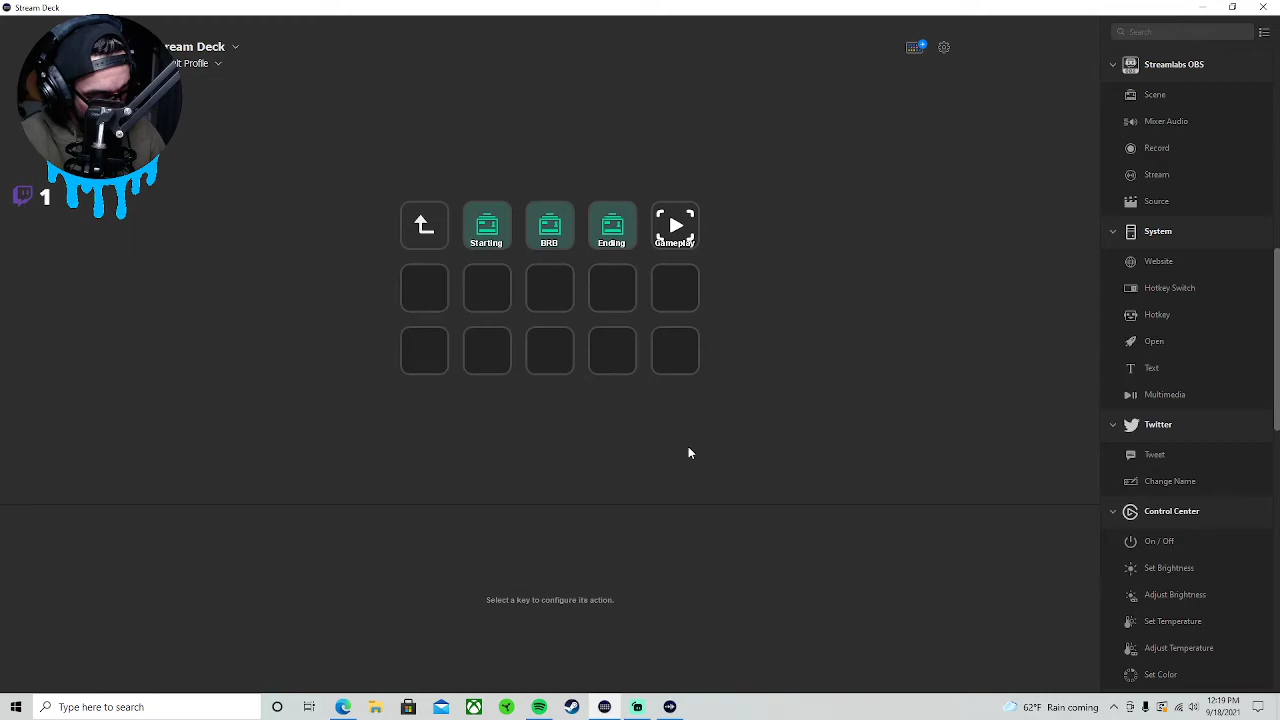 Stream Deck
ream Deck
lt Profile
1
Starting
BRB
Ending
Gameplay
Select a key to configure its action.
Search
Streamlabs OBS
Scene
Mixer Audio
Record
Stream
Source
System
Website
Hotkey Switch
Hotkey
Open
Text
Multimedia
Twitter
Tweet
Change Name
Control Center
On / Off
Set Brightness
Adjust Brightness
Set Temperature
Adjust Temperature
Set Color
Type here to search
62°F Rain coming
12:19 PM
9/18/2021